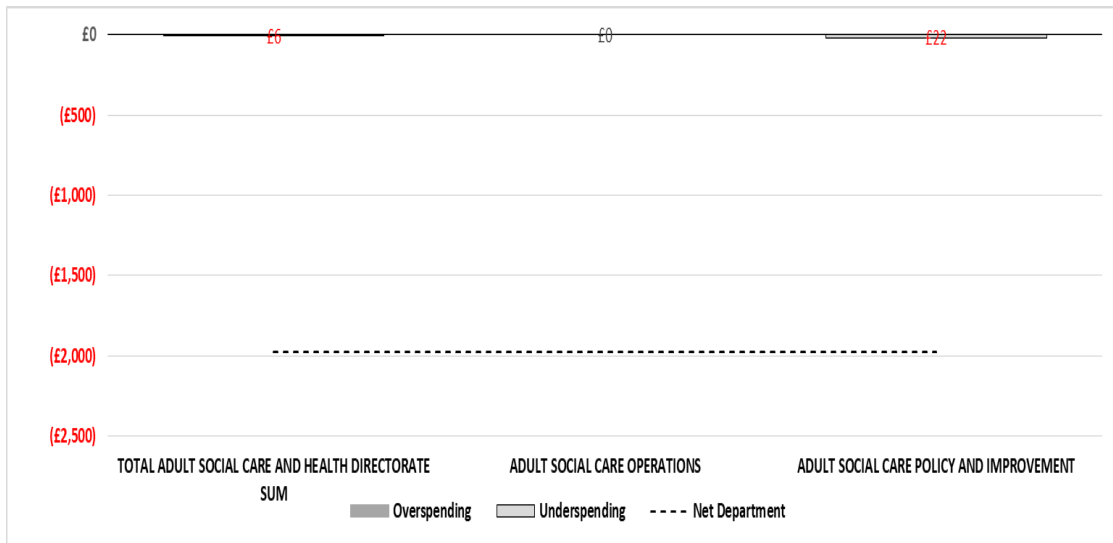 £0
£6
£0
£22
(£500)
(£1,000)
(£1,500)
(£2,000)
(£2,500)
TOTAL ADULT SOCIAL CARE AND HEALTH DIRECTORATE
SUM
ADULT SOCIAL CARE OPERATIONS
ADULT SOCIAL CARE POLICY AND IMPROVEMENT
Overspending
Underspending
Net Department